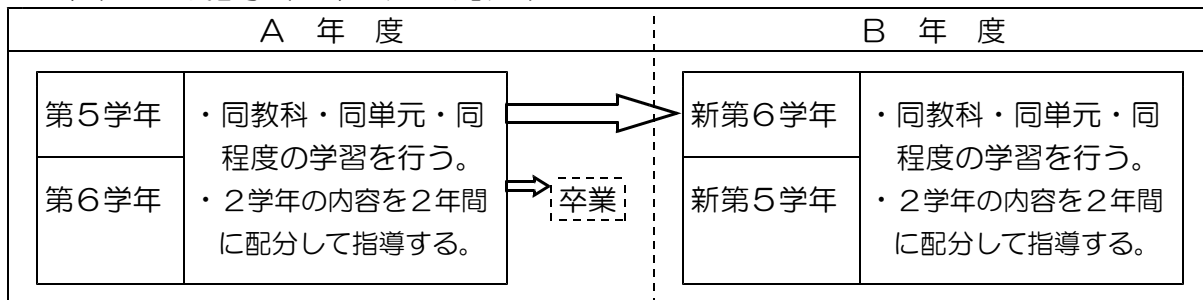 A 年 度
B 年 度
第5学年
・同教科・同単元・同
程度の学習を行う。
第6学年
・2学年の内容を2年間
に配分して指導する。
卒業
新第6学年
・同教科・同単元・同
程度の学習を行う。
新第5学年
・2学年の内容を2年間
に配分して指導する。